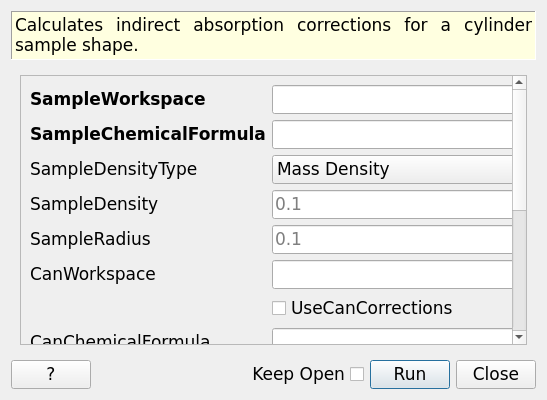 Calculates indirect absorption corrections for a cylinder
sample shape.
SampleWorkspace
SampleChemicalFormula
SampleDensityType Mass Density
SampleDensity 0.1
SampleRadius 0.1
CanWorkspace
UseCanCorrections
CanChemicalFormula
? Keep Open Run Close